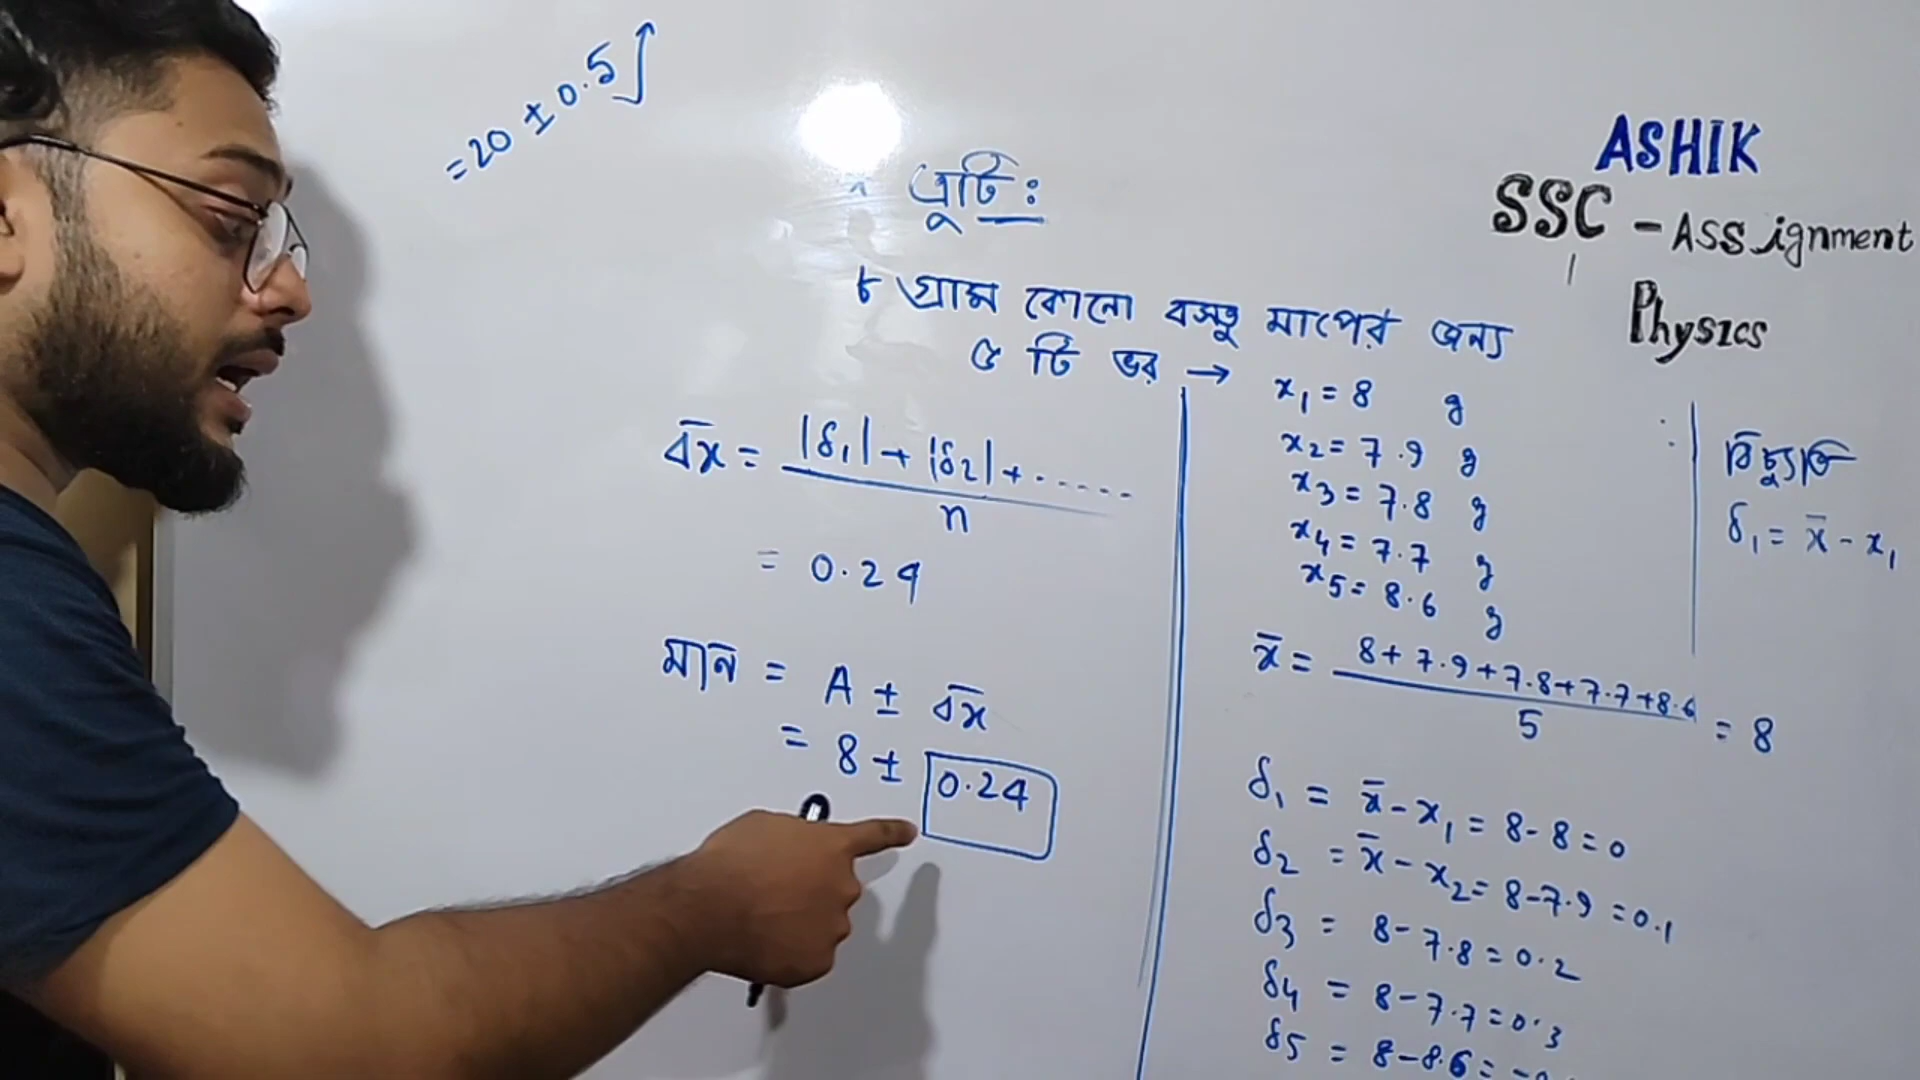 = 20 ± 0.5
ত্রুটি :
৮ গ্রাম কোনো বস্তু মাপের জন্য
৫ টি ভর →
ASHIK
SSC - Assignment
Physics
x₁ = 8 g
x₂ = 7.9 g
x₃ = 7.8 g
x₄ = 7.7 g
x₅ = 8.6 g
x̄ = (8 + 7.9 + 7.8 + 7.7 + 8.6) / 5 = 8
δ₁ = x̄ - x₁ = 8 - 8 = 0
δ₂ = x̄ - x₂ = 8 - 7.9 = 0.1
δ₃ = 8 - 7.8 = 0.2
δ₄ = 8 - 7.7 = 0.3
δ₅ = 8 - 8.6 =
বিচ্যুতি
δ₁ = x̄ - x₁
Δ̄x = (|δ₁| + |δ₂| + ......) / n
= 0.24
মান = A ± Δ̄x
= 8 ± 0.24